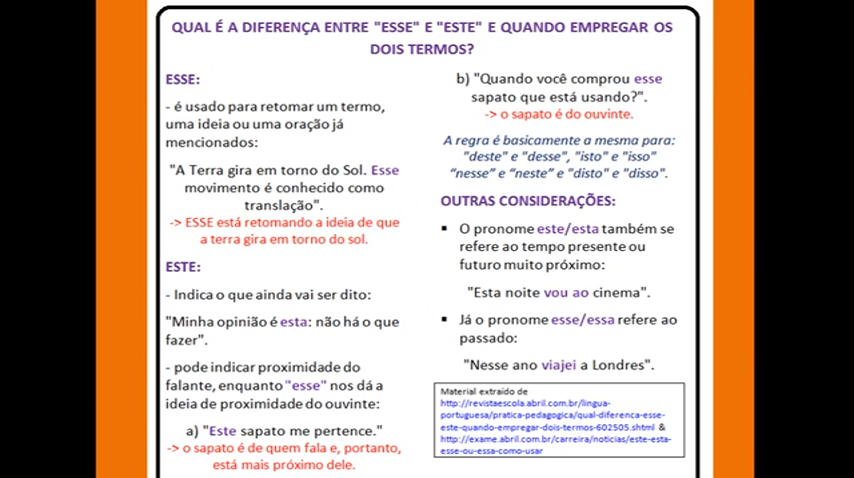 QUAL É A DIFERENÇA ENTRE "ESSE" E "ESTE" E QUANDO EMPREGAR OS
DOIS TERMOS?
ESSE:
- é usado para retomar um termo,
uma ideia ou uma oração já
mencionados:
"A Terra gira em torno do Sol. Esse
movimento é conhecido como
translação".
-> ESSE está retomando a ideia de que
a terra gira em torno do sol.
ESTE:
- Indica o que ainda vai ser dito:
"Minha opinião é esta: não há o que
fazer".
- pode indicar proximidade do
falante, enquanto "esse" nos dá a
ideia de proximidade do ouvinte:
a) "Este sapato me pertence."
-> o sapato é de quem fala e, portanto,
está mais próximo dele.
b) "Quando você comprou esse
sapato que está usando?".
-> o sapato é do ouvinte.
A regra é basicamente a mesma para:
"deste" e "desse", "isto" e "isso"
“nesse” e “neste" e "disto" e "disso".
OUTRAS CONSIDERAÇÕES:
▪ O pronome este/esta também se
refere ao tempo presente ou
futuro muito próximo:
"Esta noite vou ao cinema".
▪ Já o pronome esse/essa refere ao
passado:
"Nesse ano viajei a Londres".
Material extraído de
http://revistaescola.abril.com.br/lingua-
portuguesa/pratica-pedagogica/qual-diferenca-esse-
este-quando-empregar-dois-termos-602505.shtml &
http://exame.abril.com.br/carreira/noticias/este-esta-
esse-ou-essa-como-usar